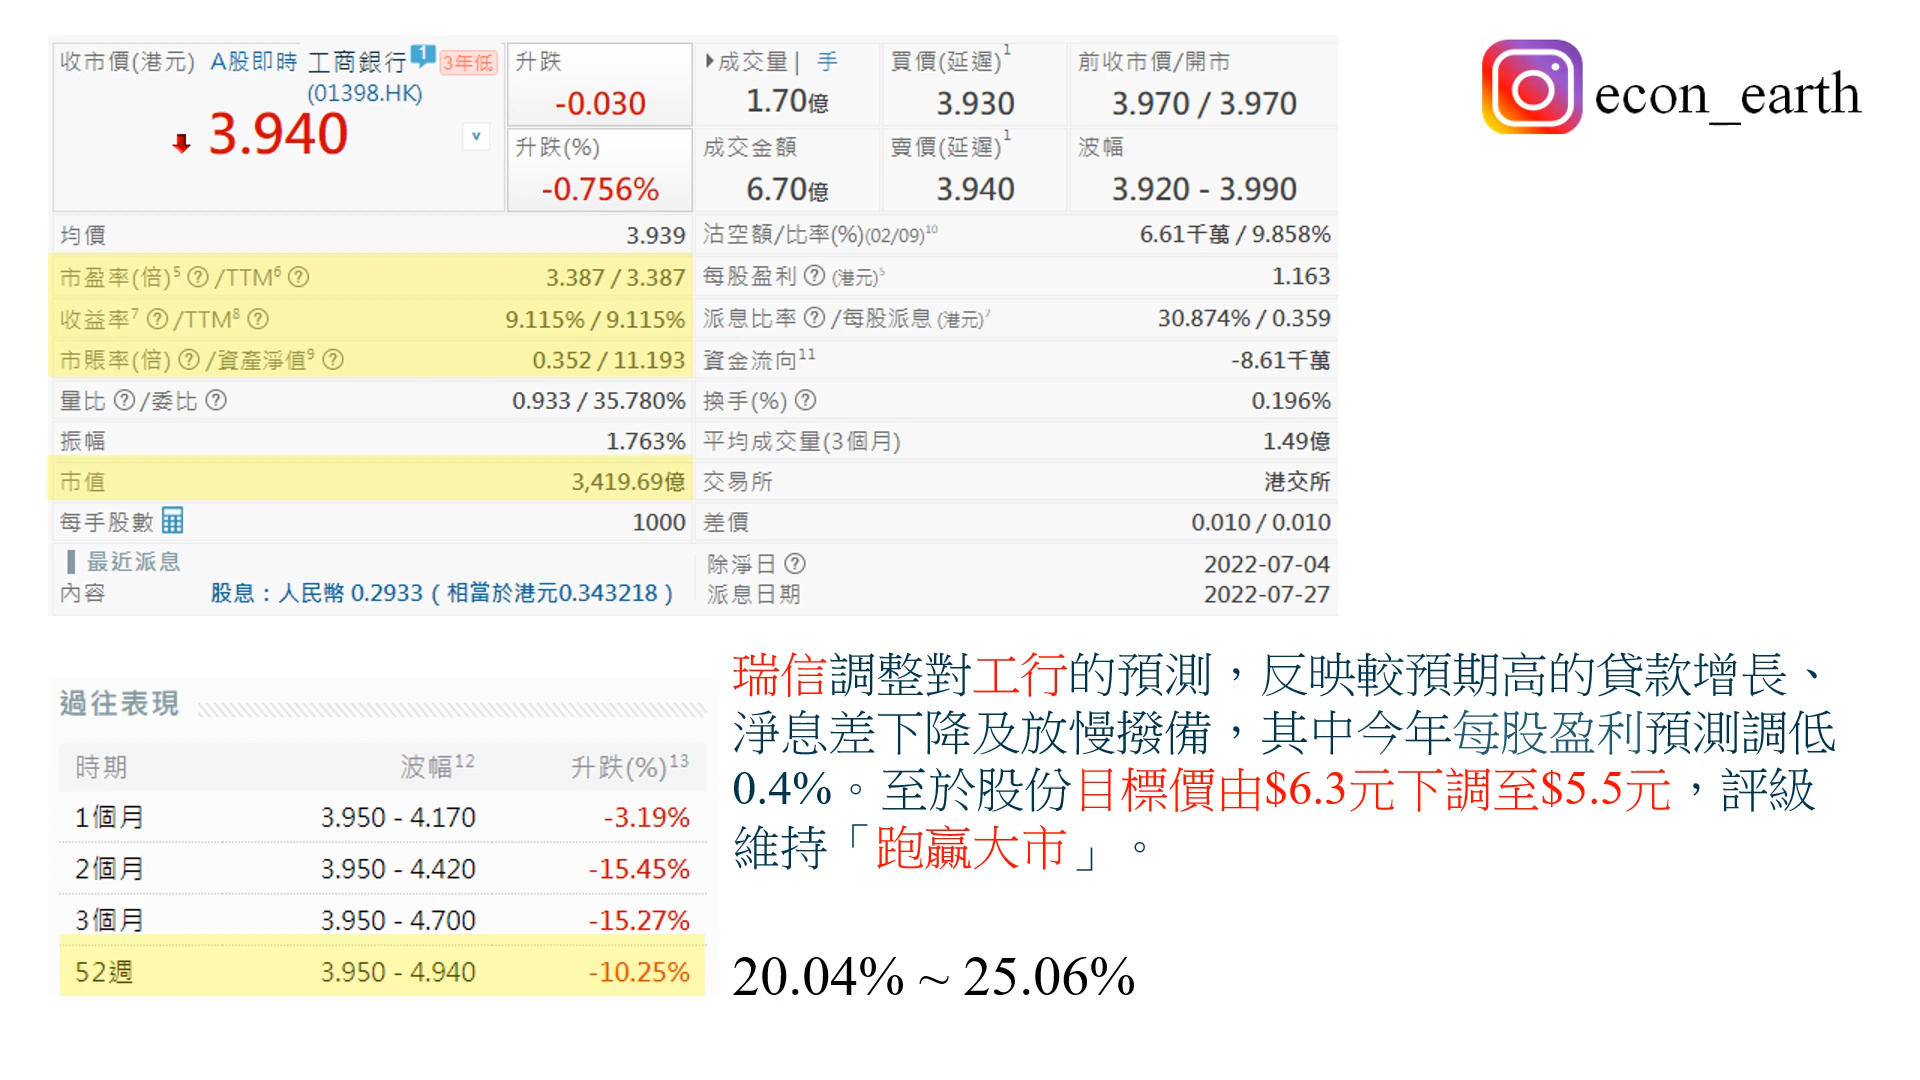 收市價(港元) A股即時 工商銀行 1 3年低
(01398.HK)
3.940
升跌
-0.030
升跌(%)
-0.756%
成交量| 手
1.70億
成交金額
6.70億
買價(延遲)1
3.930
賣價(延遲)1
3.940
前收市價/開市
3.970 / 3.970
波幅
3.920 - 3.990
均價 3.939 沽空額/比率(%)(02/09)10 6.61千萬 / 9.858%
市盈率(倍)5 ? /TTM6 ? 3.387 / 3.387 每股盈利 ? (港元)5 1.163
收益率7 ? /TTM8 ? 9.115% / 9.115% 派息比率 ? /每股派息 (港元)7 30.874% / 0.359
市賬率(倍) ? /資產淨值9 ? 0.352 / 11.193 資金流向11 -8.61千萬
量比 ? /委比 ? 0.933 / 35.780% 換手(%) ? 0.196%
振幅 1.763% 平均成交量(3個月) 1.49億
市值 3,419.69億 交易所 港交所
每手股數 1000 差價 0.010 / 0.010
最近派息 除淨日 ? 2022-07-04
內容 股息：人民幣 0.2933 ( 相當於港元0.343218 ) 派息日期 2022-07-27
econ_earth
過往表現
時期 波幅12 升跌(%)13
1個月 3.950 - 4.170 -3.19%
2個月 3.950 - 4.420 -15.45%
3個月 3.950 - 4.700 -15.27%
52週 3.950 - 4.940 -10.25%
瑞信調整對工行的預測，反映較預期高的貸款增長、
淨息差下降及放慢撥備，其中今年每股盈利預測調低
0.4%。至於股份目標價由$6.3元下調至$5.5元，評級
維持「跑贏大市」。
20.04% ~ 25.06%